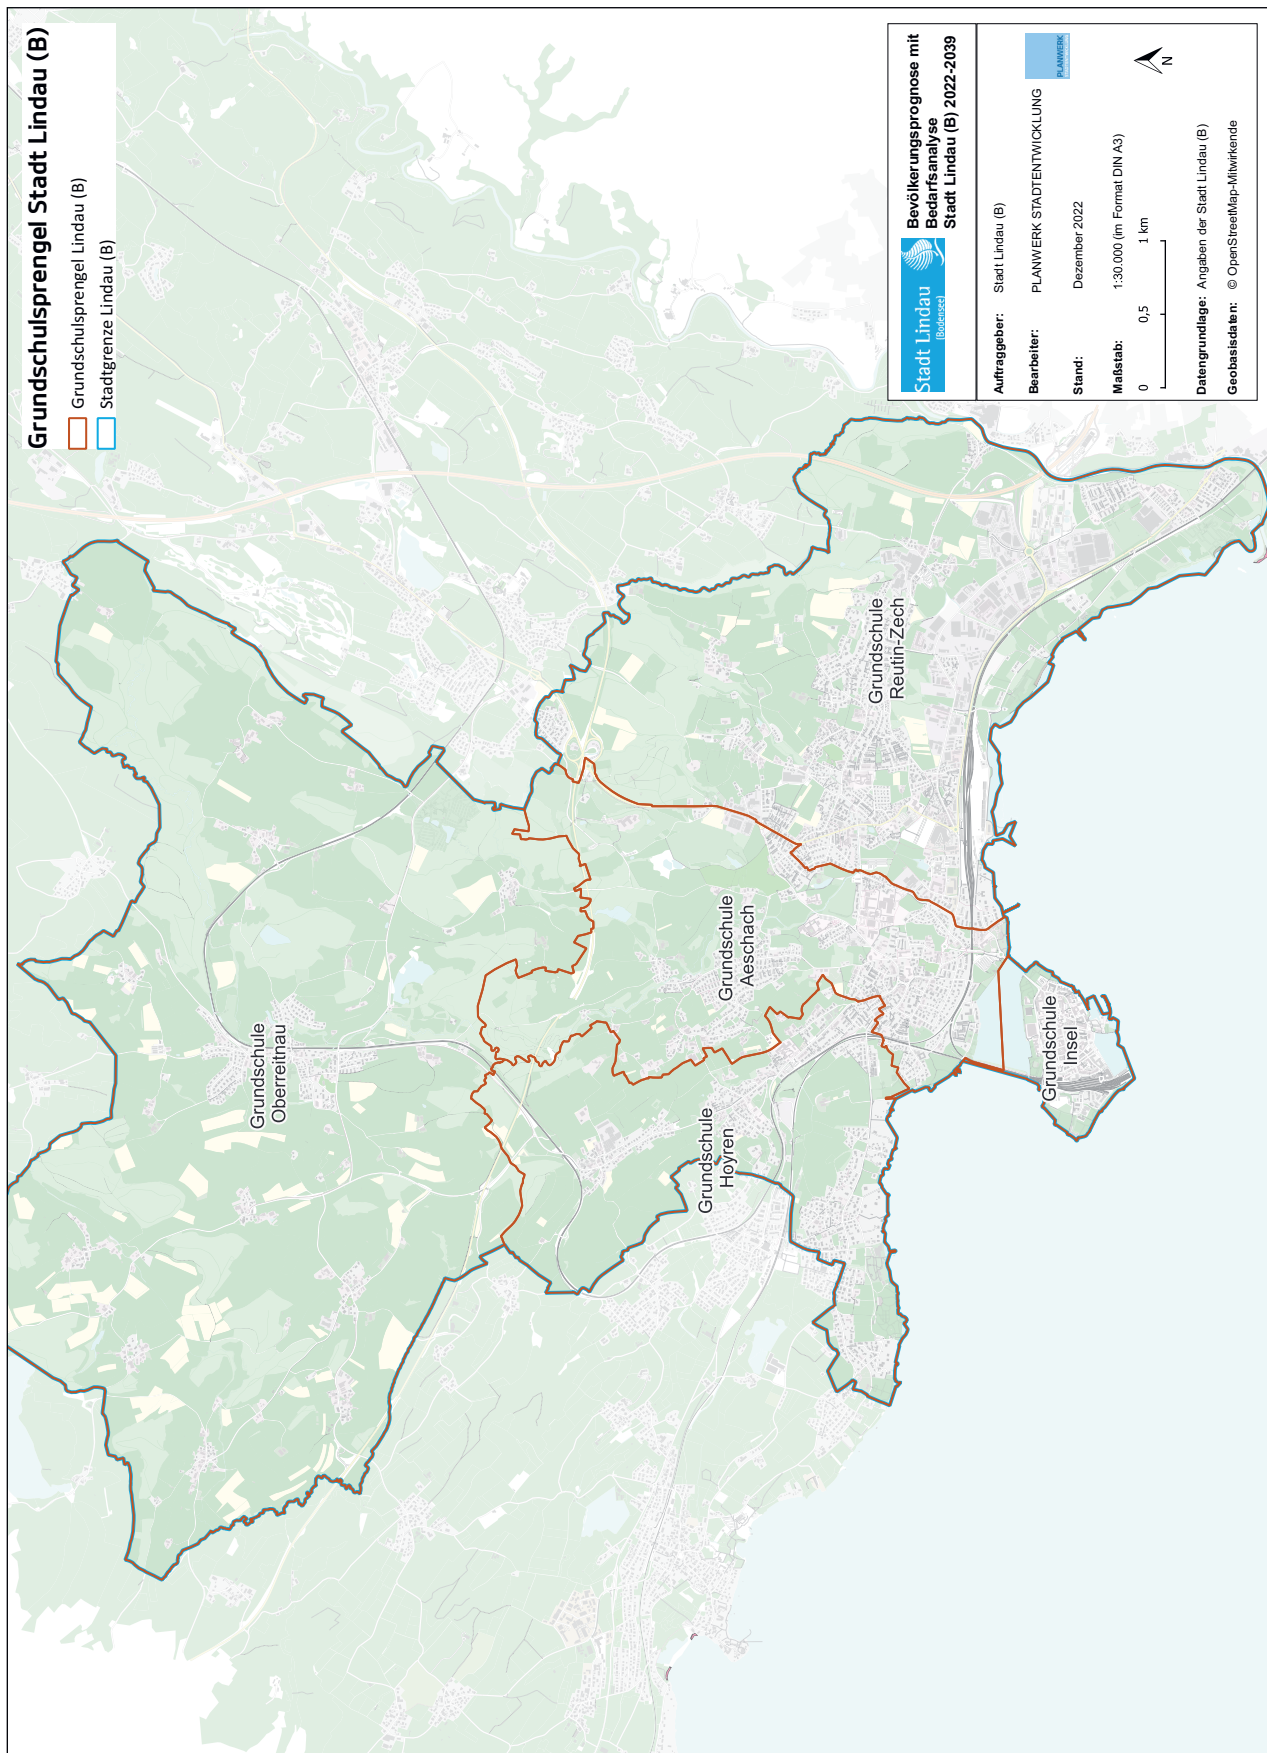 Grundschulsprengel Stadt Lindau (B)
Grundschulsprengel Lindau (B)
Stadtgrenze Lindau (B)
Grundschule
Oberreitnau
Grundschule
Hoyren
Grundschule
Aeschach
Grundschule
Reutin-Zech
Grundschule
Insel
Stadt Lindau
(Bodensee)
Bevölkerungsprognose mit
Bedarfsanalyse
Stadt Lindau (B) 2022-2039
Auftraggeber: Stadt Lindau (B)
Bearbeiter: PLANWERK STADTENTWICKLUNG
PLANWERK
Stand: Dezember 2022
Maßstab: 1:30.000 (im Format DIN A3)
N
0 0,5 1 km
Datengrundlage: Angaben der Stadt Lindau (B)
Geobasisdaten: © OpenStreetMap-Mitwirkende